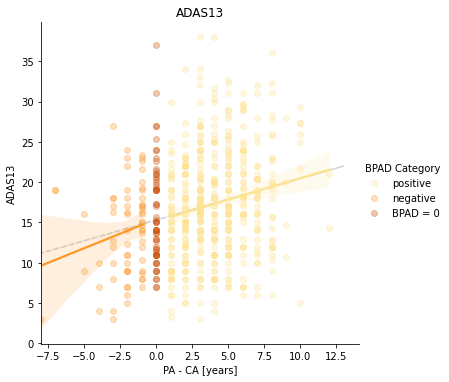 ADAS13
ADAS13
35
30
25
20
15
10
5
0
−7.5 −5.0 −2.5 0.0 2.5 5.0 7.5 10.0 12.5
PA - CA [years]
BPAD Category
positive
negative
BPAD = 0